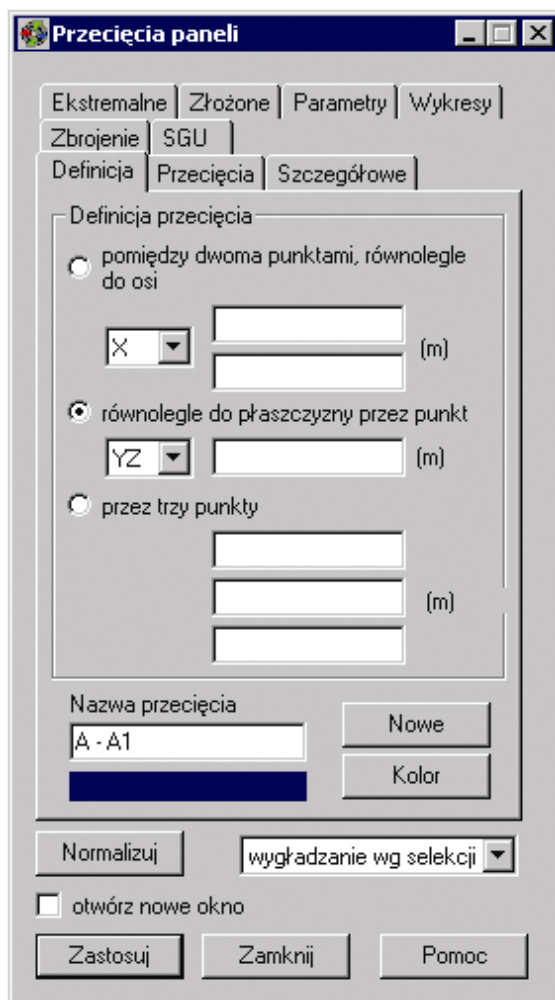 Przecięcia paneli
Ekstremalne Złożone Parametry Wykresy
Zbrojenie SGU
Definicja Przecięcia Szczegółowe
Definicja przecięcia
pomiędzy dwoma punktami, równolegle
do osi
X
(m)
równolegle do płaszczyzny przez punkt
YZ (m)
przez trzy punkty
(m)
Nazwa przecięcia
Nowe
A - A1
Kolor
Normalizuj wygładzanie wg selekcji
otwórz nowe okno
Zastosuj Zamknij Pomoc